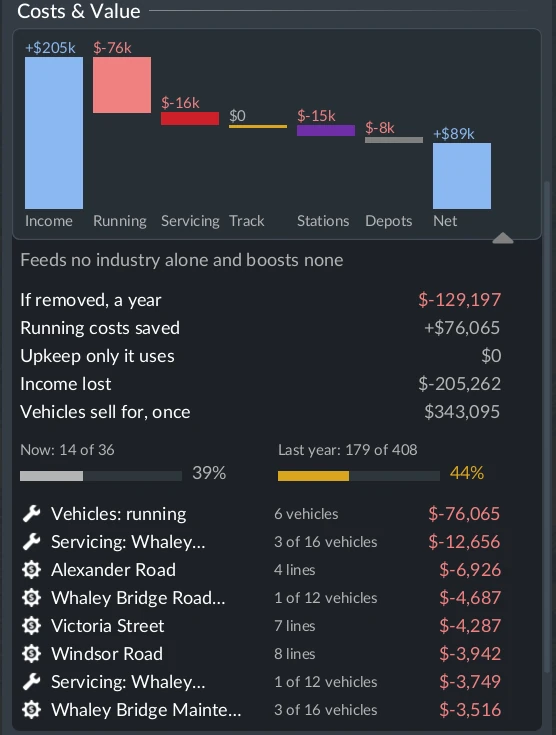 Costs & Value
+$205k $-76k
$-16k $0 $-15k $-8k +$89k
Income Running Servicing Track Stations Depots Net
Feeds no industry alone and boosts none
If removed, a year $-129,197
Running costs saved +$76,065
Upkeep only it uses $0
Income lost $-205,262
Vehicles sell for, once $343,095
Now: 14 of 36 Last year: 179 of 408
39% 44%
Vehicles: running 6 vehicles $-76,065
Servicing: Whaley... 3 of 16 vehicles $-12,656
Alexander Road 4 lines $-6,926
Whaley Bridge Road... 1 of 12 vehicles $-4,687
Victoria Street 7 lines $-4,287
Windsor Road 8 lines $-3,942
Servicing: Whaley... 1 of 12 vehicles $-3,749
Whaley Bridge Mainte... 3 of 16 vehicles $-3,516